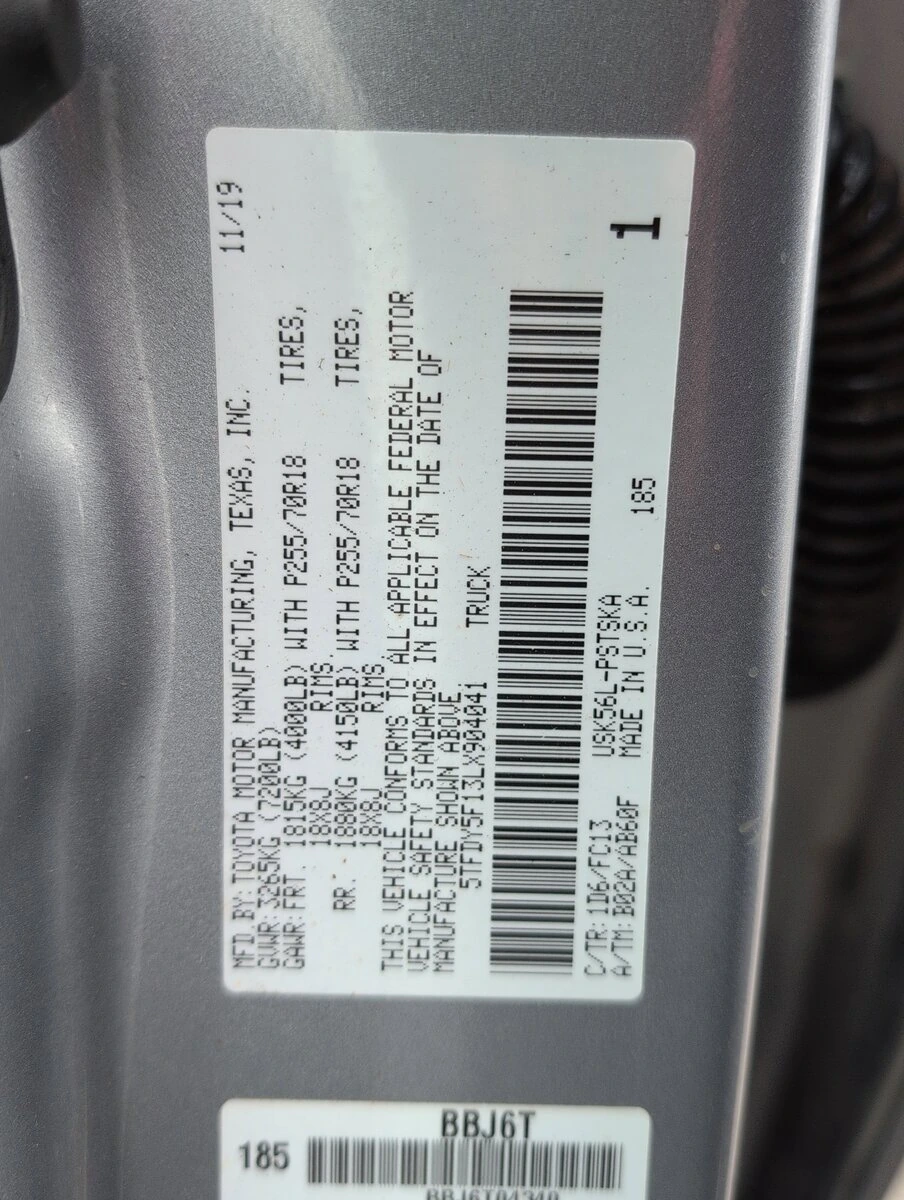 MFD.BY: TOYOTA MOTOR MANUFACTURING, TEXAS, INC. 11/19
GVWR: 3265KG (7200LB)
GAWR: FRT. 1815KG (4000LB) WITH P255/70R18 TIRES,
18X8J RIMS,
RR. 1880KG (4150LB) WITH P255/70R18 TIRES,
18X8J RIMS
THIS VEHICLE CONFORMS TO ALL APPLICABLE FEDERAL MOTOR
VEHICLE SAFETY STANDARDS IN EFFECT ON THE DATE OF
MANUFACTURE SHOWN ABOVE.
5TFDY5F13LX904041 TRUCK
C/TR: 1D6/FC13 USK56L-PSTSKA
A/TM: B02A/AB60F MADE IN U.S.A. 185
1
BBJ6T
185